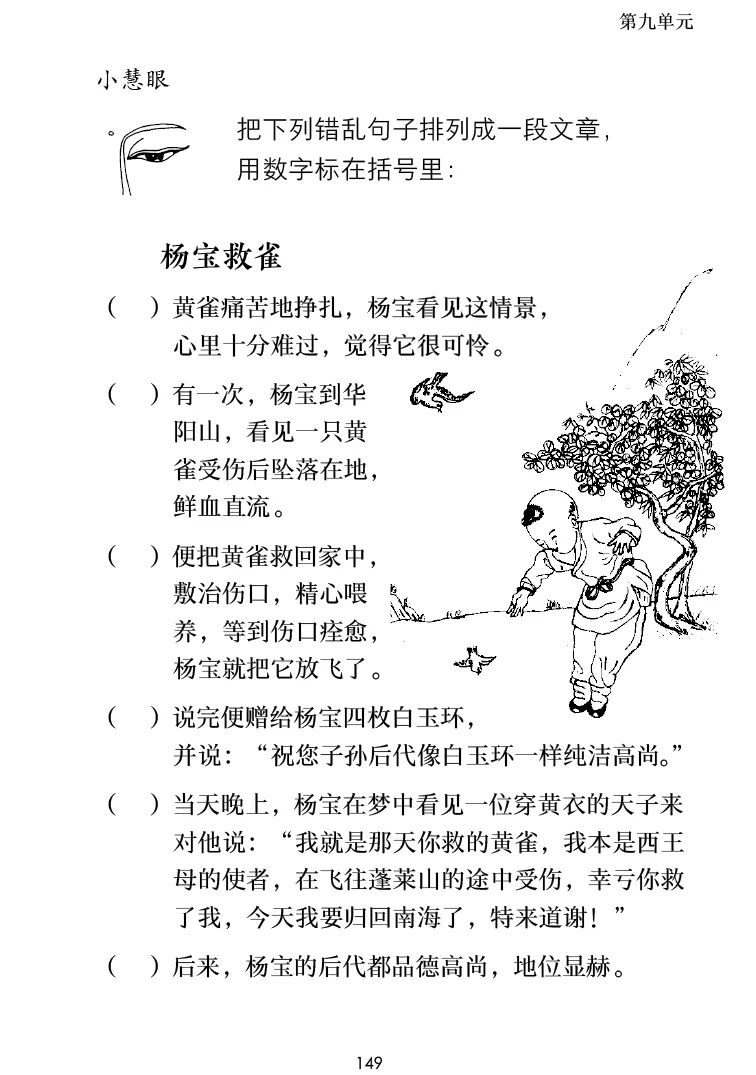 第九单元
小慧眼
把下列错乱句子排列成一段文章，
用数字标在括号里：
杨宝救雀
（　）黄雀痛苦地挣扎，杨宝看见这情景，
心里十分难过，觉得它很可怜。
（　）有一次，杨宝到华
阳山，看见一只黄
雀受伤后坠落在地，
鲜血直流。
（　）便把黄雀救回家中，
敷治伤口，精心喂
养，等到伤口痊愈，
杨宝就把它放飞了。
（　）说完便赠给杨宝四枚白玉环，
并说：“祝您子孙后代像白玉环一样纯洁高尚。”
（　）当天晚上，杨宝在梦中看见一位穿黄衣的天子来
对他说：“我就是那天你救的黄雀，我本是西王
母的使者，在飞往蓬莱山的途中受伤，幸亏你救
了我，今天我要归回南海了，特来道谢！”
（　）后来，杨宝的后代都品德高尚，地位显赫。
149